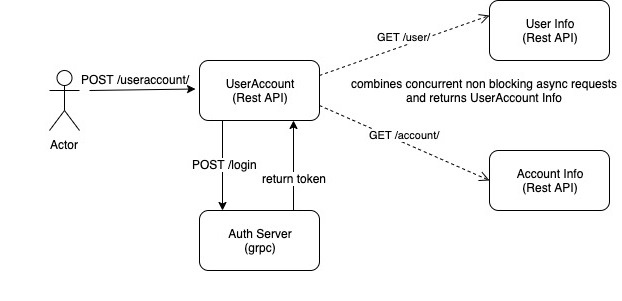 User Info
(Rest API)
GET /user/
POST /useraccount/
UserAccount
(Rest API)
combines concurrent non blocking async requests
and returns UserAccount Info
Actor
GET /account/
POST /login
return token
Account Info
(Rest API)
Auth Server
(grpc)